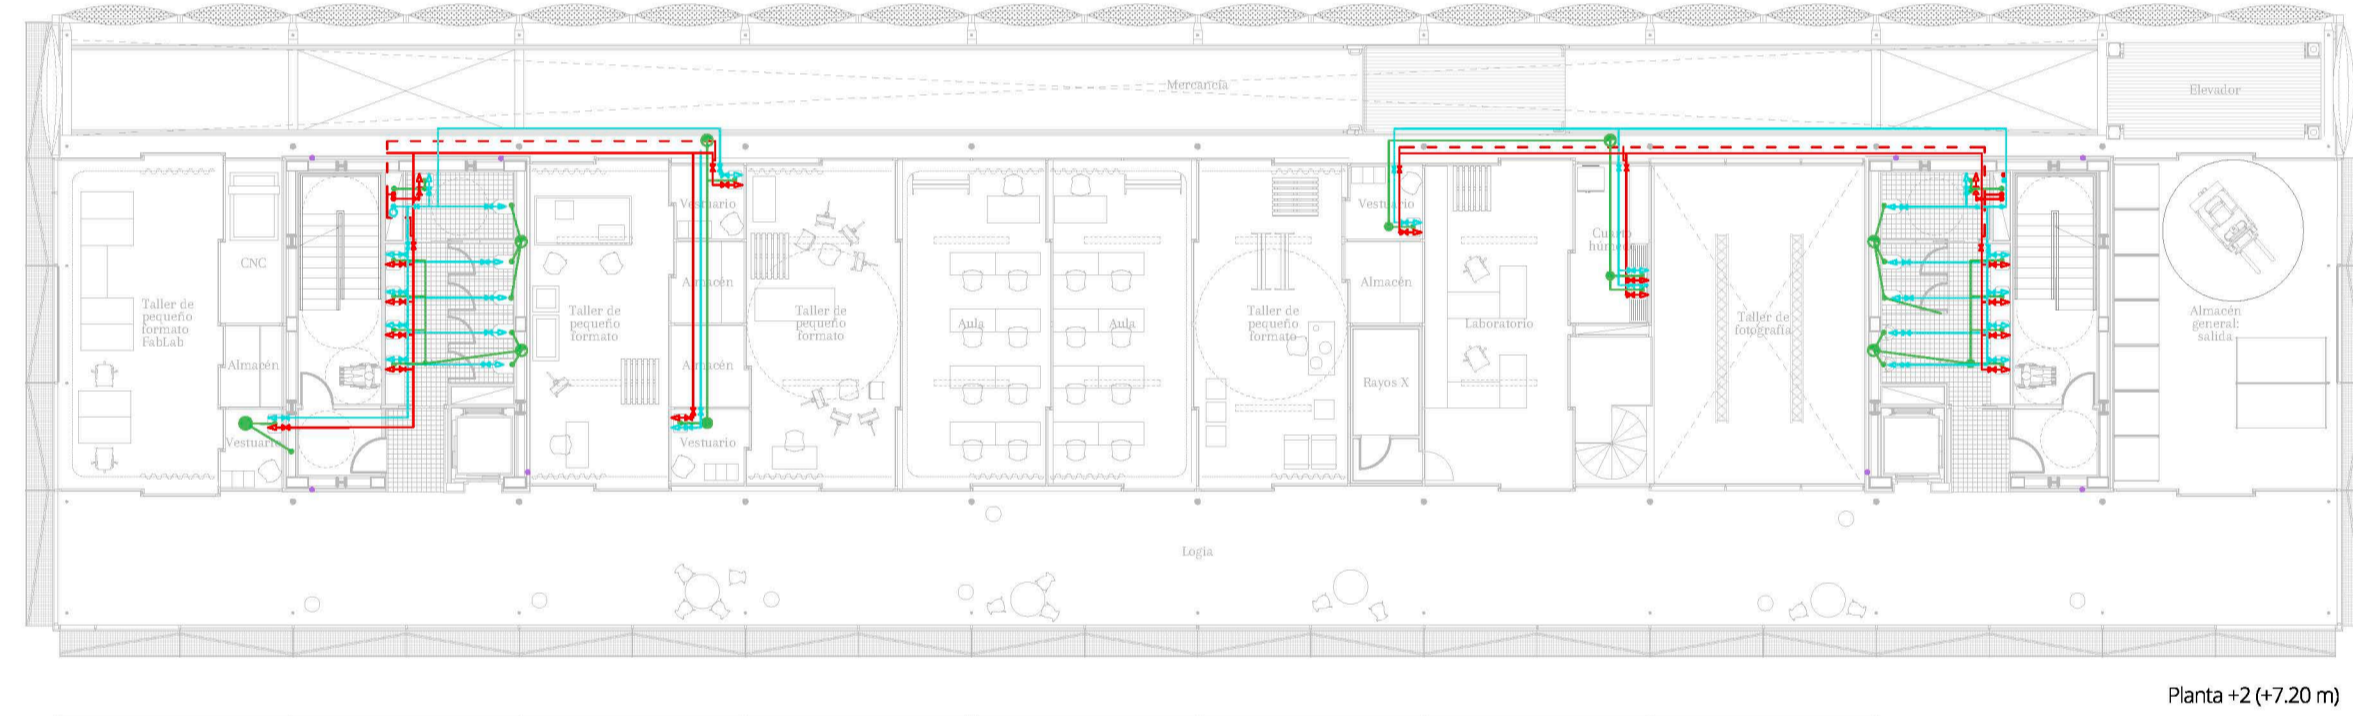 Mercancía
Elevador
Vestuario
Vestuario
CNC
Cuarto
húmedo
Almacén
Almacén
Taller de
pequeño
formato
FabLab
Taller de
pequeño
formato
Taller de
pequeño
formato
Aula
Aula
Taller de
pequeño
formato
Laboratorio
Taller de
fotografía
Almacén
general:
salida
Almacén
Almacén
Rayos X
Vestuario
Vestuario
Logia
Planta +2 (+7.20 m)